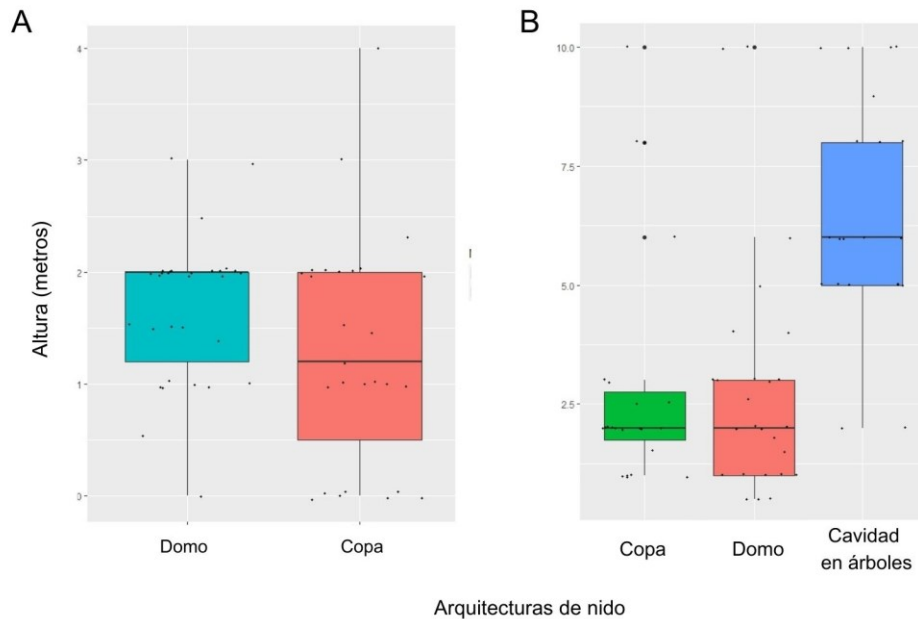 A
B
Altura (metros)
4
3
2
1
0
Domo
Copa
10.0
7.5
5.0
2.5
Copa
Domo
Cavidad
en árboles
Arquitecturas de nido